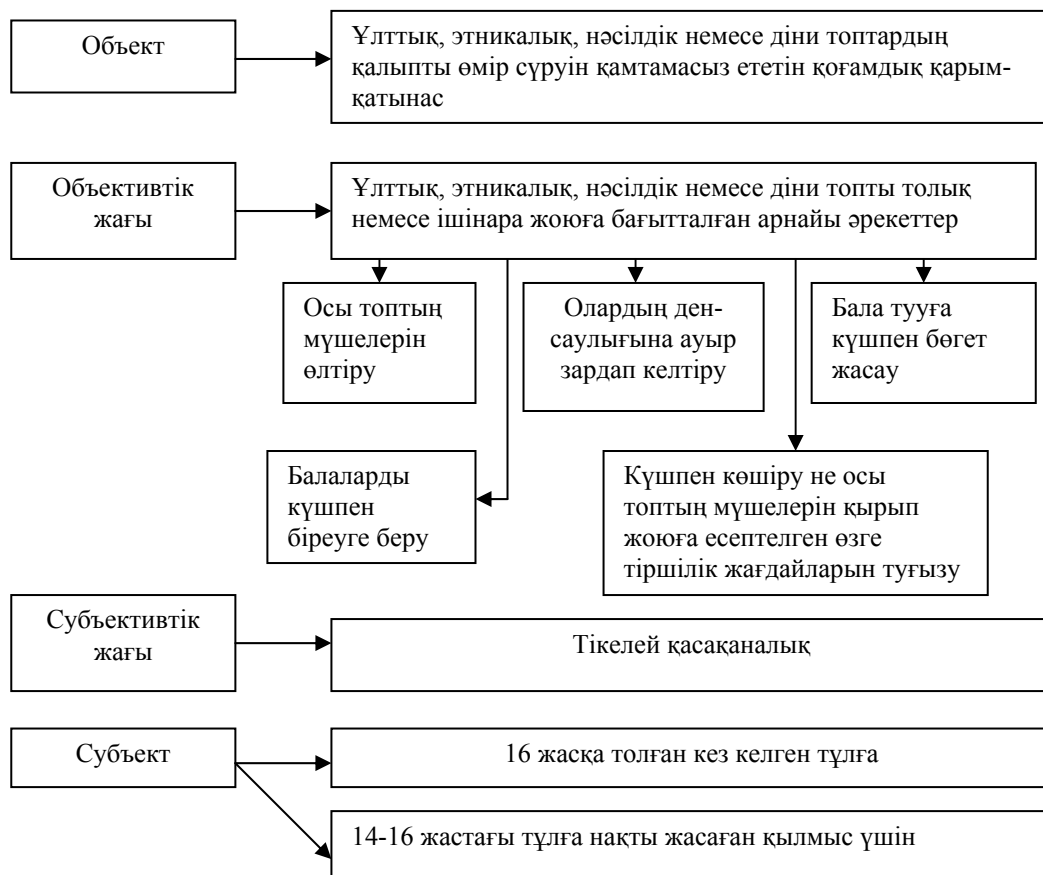 Объект
Ұлттық, этникалық, нәсілдік немесе діни топтардың
қалыпты өмір сүруін қамтамасыз ететін қоғамдық қарым-
қатынас
Объективтік
жағы
Ұлттық, этникалық, нәсілдік немесе діни топты толық
немесе ішінара жоюға бағытталған арнайы әрекеттер
Осы топтың
мүшелерін
өлтіру
Олардың ден-
саулығына ауыр
зардап келтіру
Бала тууға
күшпен бөгет
жасау
Балаларды
күшпен
біреуге беру
Күшпен көшіру не осы
топтың мүшелерін қырып
жоюға есептелген өзге
тіршілік жағдайларын туғызу
Субъективтік
жағы
Тікелей қасақаналық
Субъект
16 жасқа толған кез келген тұлға
14-16 жастағы тұлға нақты жасаған қылмыс үшін